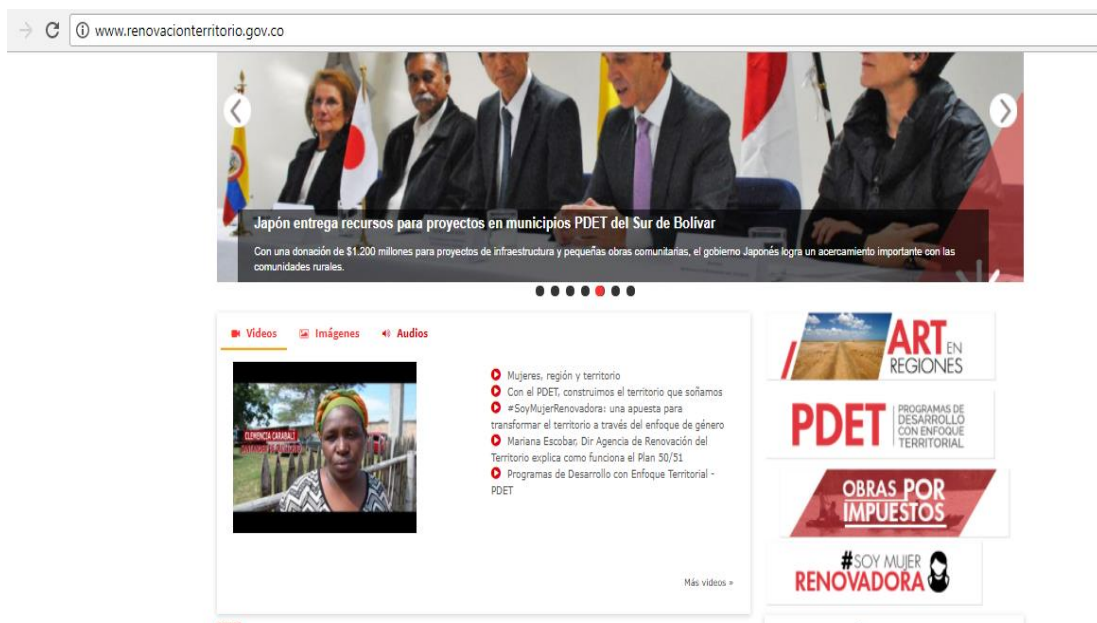 www.renovacionterritorio.gov.co
Japón entrega recursos para proyectos en municipios PDET del Sur de Bolívar
Con una donación de $1.200 millones para proyectos de infraestructura y pequeñas obras comunitarias, el gobierno Japonés logra un acercamiento importante con las
comunidades rurales.
Videos Imágenes Audios
CLEMENCIA CARABALI
Mujeres, región y territorio
Con el PDET, construimos el territorio que soñamos
#SoyMujerRenovadora: una apuesta para
transformar el territorio a través del enfoque de género
Mariana Escobar, Dir Agencia de Renovación del
Territorio explica como funciona el Plan 50/51
Programas de Desarrollo con Enfoque Territorial -
PDET
Más videos »
ART EN
REGIONES
PDET
PROGRAMAS DE
DESARROLLO
CON ENFOQUE
TERRITORIAL
OBRAS POR
IMPUESTOS
#SOY MUJER
RENOVADORA